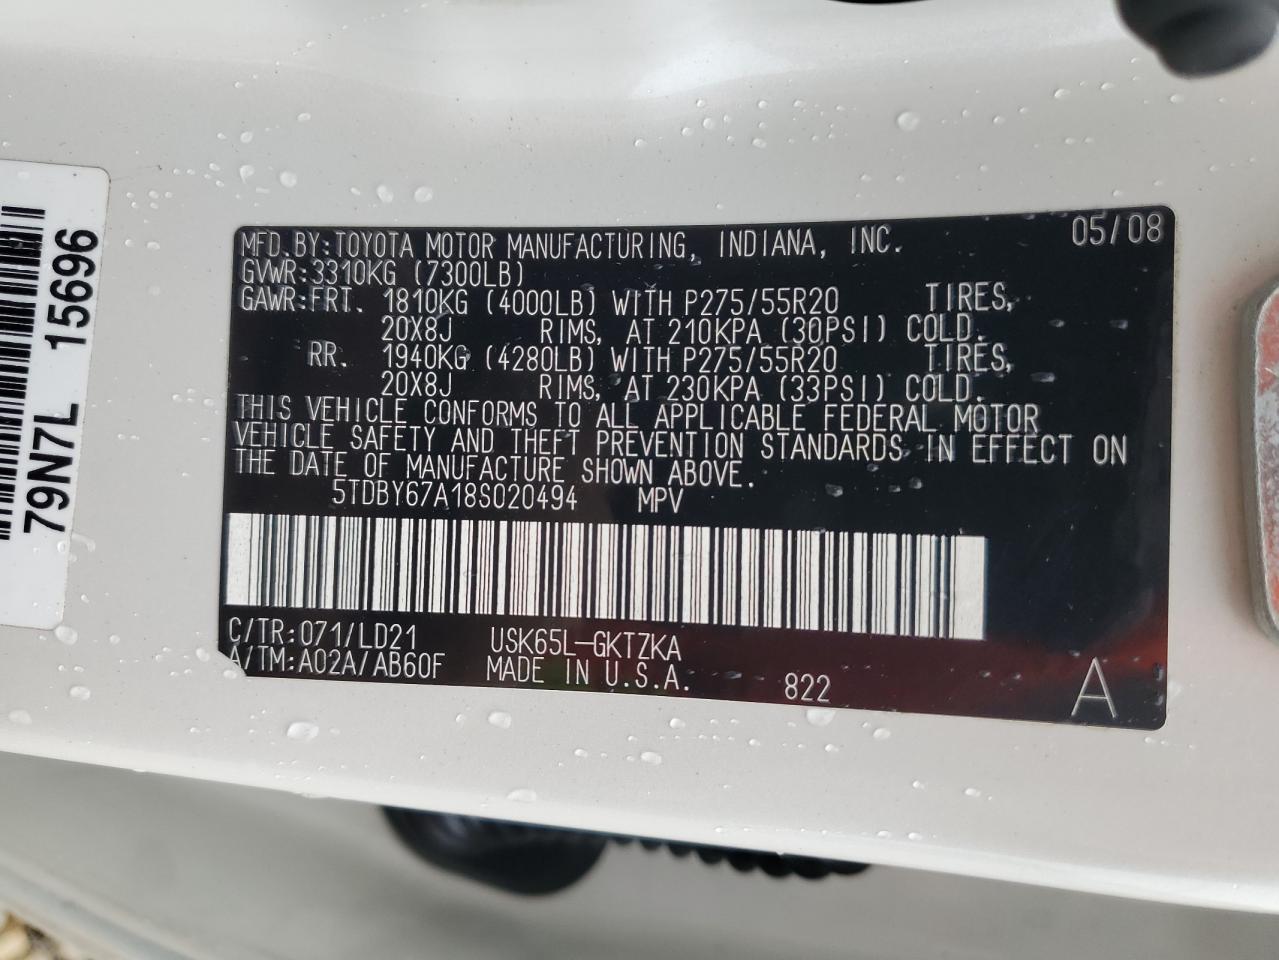 79N7L 15696
MFD.BY:TOYOTA MOTOR MANUFACTURING, INDIANA, INC. 05/08
GVWR:3310KG (7300LB)
GAWR:FRT. 1810KG (4000LB) WITH P275/55R20 TIRES,
20X8J RIMS, AT 210KPA (30PSI) COLD.
RR. 1940KG (4280LB) WITH P275/55R20 TIRES,
20X8J RIMS, AT 230KPA (33PSI) COLD.
THIS VEHICLE CONFORMS TO ALL APPLICABLE FEDERAL MOTOR
VEHICLE SAFETY AND THEFT PREVENTION STANDARDS IN EFFECT ON
THE DATE OF MANUFACTURE SHOWN ABOVE.
5TDBY67A18S020494 MPV
C/TR:071/LD21 USK65L-GKTZKA
A/TM:A02A/AB60F MADE IN U.S.A. 822 A